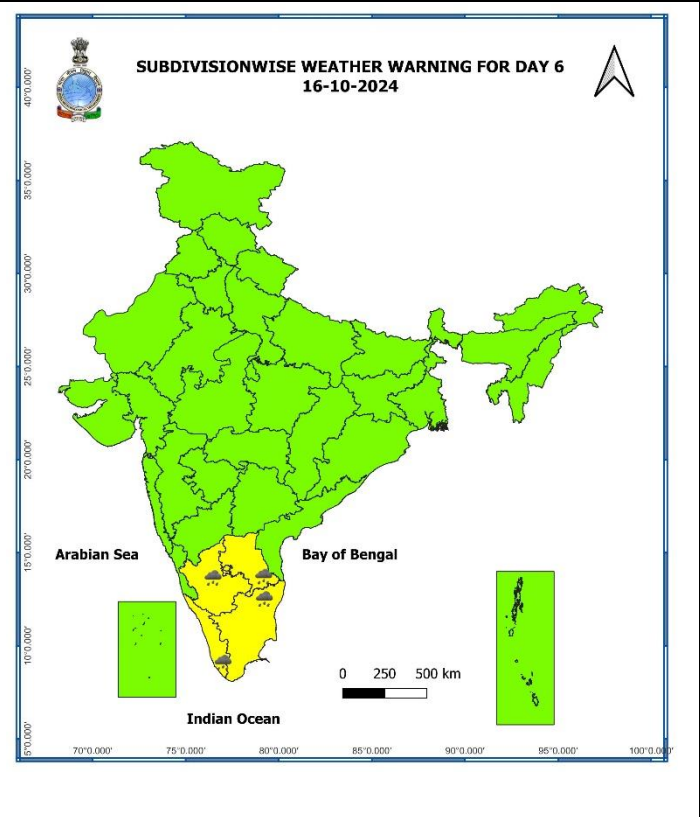 SUBDIVISIONWISE WEATHER WARNING FOR DAY 6
16-10-2024
40°0.000'
35°0.000'
30°0.000'
25°0.000'
20°0.000'
15°0.000'
10°0.000'
5°0.000'
Arabian Sea
Bay of Bengal
0 250 500 km
Indian Ocean
70°0.000' 75°0.000' 80°0.000' 85°0.000' 90°0.000' 95°0.000' 100°0.000'